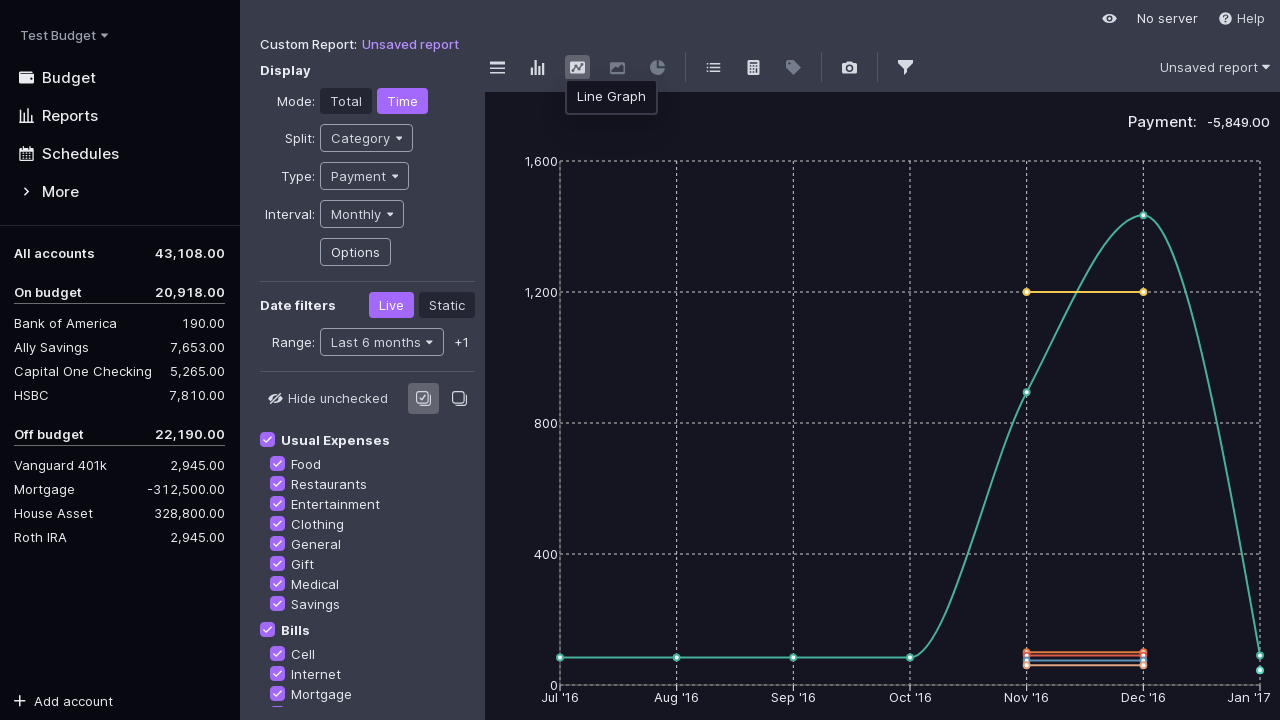 Test Budget
Budget
Reports
Schedules
More
All accounts 43,108.00
On budget 20,918.00
Bank of America 190.00
Ally Savings 7,653.00
Capital One Checking 5,265.00
HSBC 7,810.00
Off budget 22,190.00
Vanguard 401k 2,945.00
Mortgage -312,500.00
House Asset 328,800.00
Roth IRA 2,945.00
Add account
No server
Help
Custom Report: Unsaved report
Display
Mode: Total Time
Split: Category
Type: Payment
Interval: Monthly
Options
Date filters Live Static
Range: Last 6 months +1
Hide unchecked
Usual Expenses
Food
Restaurants
Entertainment
Clothing
General
Gift
Medical
Savings
Bills
Cell
Internet
Mortgage
Unsaved report
Line Graph
Payment: -5,849.00
1,600
1,200
800
400
0
Jul '16 Aug '16 Sep '16 Oct '16 Nov '16 Dec '16 Jan '17